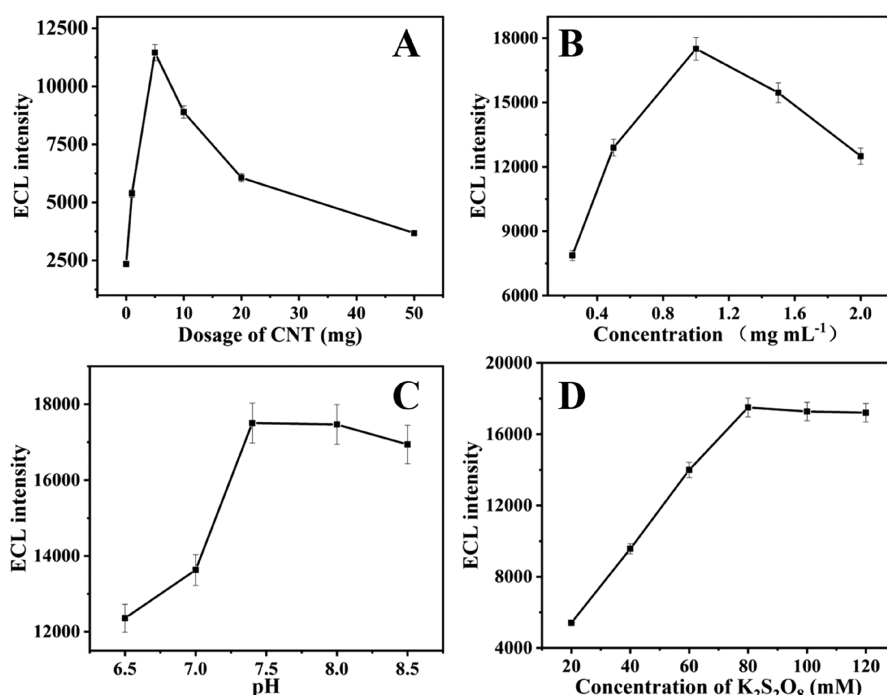 A
12500
10000
7500
5000
2500
ECL intensity
0 10 20 30 40 50
Dosage of CNT (mg)
B
18000
15000
12000
9000
6000
ECL intensity
0.4 0.8 1.2 1.6 2.0
Concentration （mg mL⁻¹）
C
18000
16000
14000
12000
ECL intensity
6.5 7.0 7.5 8.0 8.5
pH
D
20000
16000
12000
8000
4000
ECL intensity
20 40 60 80 100 120
Concentration of K₂S₂O₈ (mM)